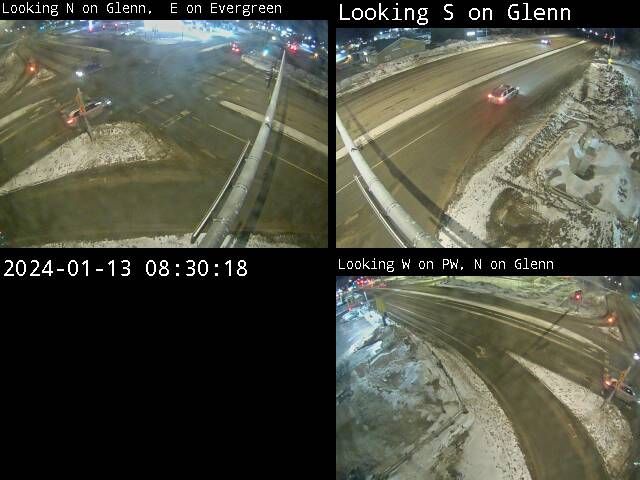 Looking N on Glenn,  E on Evergreen
Looking S on Glenn
2024-01-13 08:30:18
Looking W on PW, N on Glenn